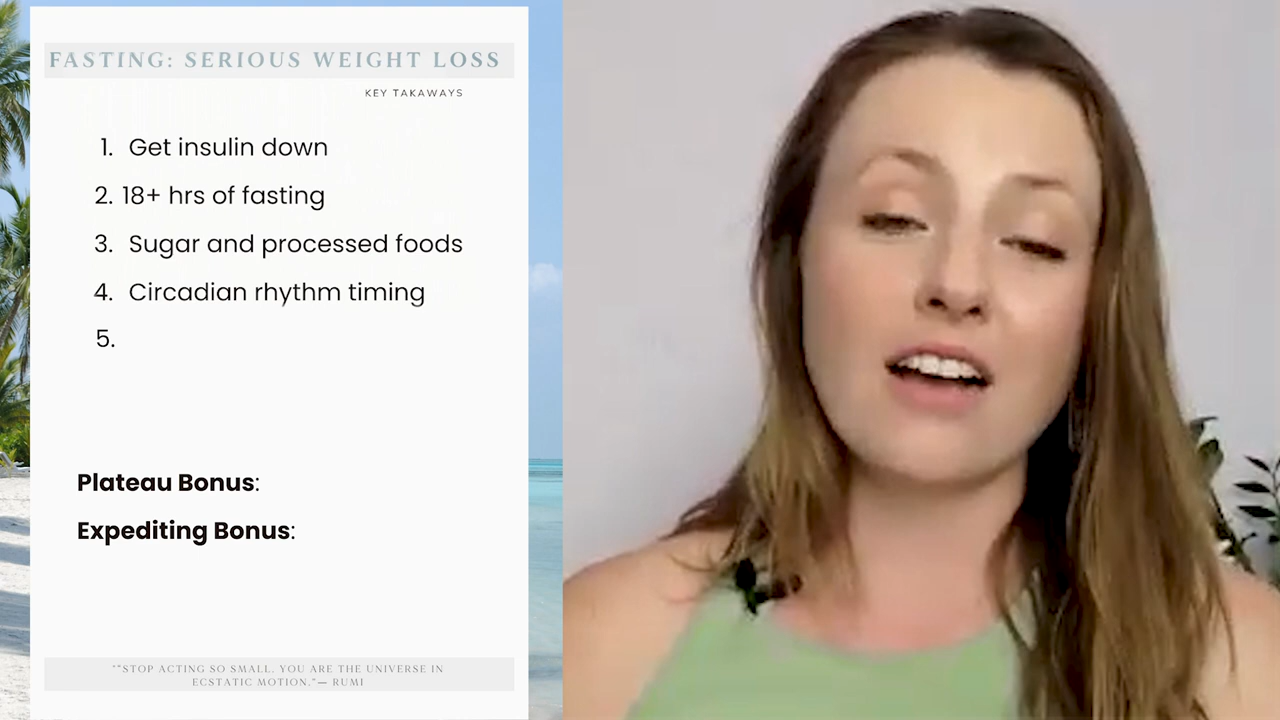 FASTING: SERIOUS WEIGHT LOSS
KEY TAKAWAYS
1. Get insulin down
2. 18+ hrs of fasting
3. Sugar and processed foods
4. Circadian rhythm timing
5.
Plateau Bonus:
Expediting Bonus:
"“STOP ACTING SO SMALL. YOU ARE THE UNIVERSE IN
ECSTATIC MOTION.”— RUMI